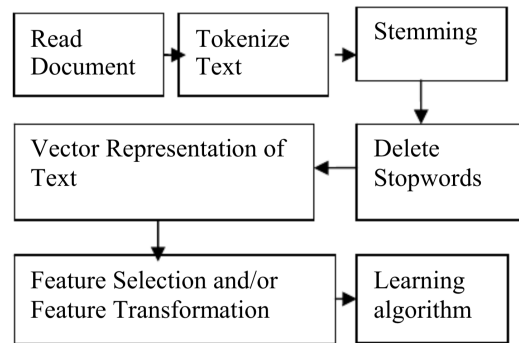 Read
Document
Tokenize
Text
Stemming
Delete
Stopwords
Vector Representation of
Text
Feature Selection and/or
Feature Transformation
Learning
algorithm